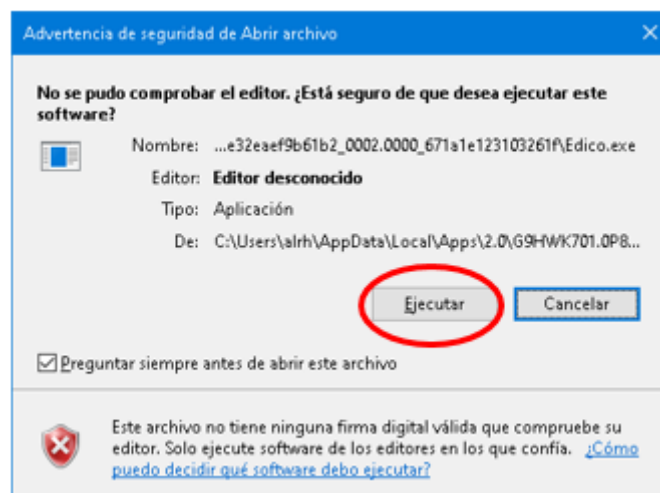 Advertencia de seguridad de Abrir archivo
No se pudo comprobar el editor. ¿Está seguro de que desea ejecutar este
software?
Nombre: ...e32eaef9b61b2_0002.0000_671a1e123103261f\Edico.exe
Editor: Editor desconocido
Tipo: Aplicación
De: C:\Users\alrh\AppData\Local\Apps\2.0\G9HWK701.0P8...
Ejecutar Cancelar
Preguntar siempre antes de abrir este archivo
Este archivo no tiene ninguna firma digital válida que compruebe su
editor. Solo ejecute software de los editores en los que confía. ¿Cómo
puedo decidir qué software debo ejecutar?